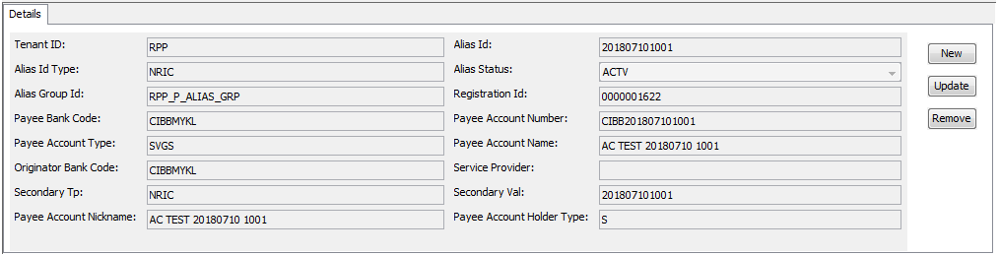 Details
Tenant ID: RPP Alias Id: 201807101001 New
Alias Id Type: NRIC Alias Status: ACTV
Alias Group Id: RPP_P_ALIAS_GRP Registration Id: 0000001622 Update
Payee Bank Code: CIBBMYKL Payee Account Number: CIBB201807101001 Remove
Payee Account Type: SVGS Payee Account Name: AC TEST 20180710 1001
Originator Bank Code: CIBBMYKL Service Provider:
Secondary Tp: NRIC Secondary Val: 201807101001
Payee Account Nickname: AC TEST 20180710 1001 Payee Account Holder Type: S